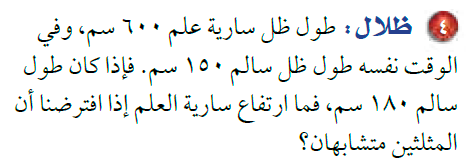 ٤ ظلال: طول ظل سارية علم ٦٠٠ سم، وفي
الوقت نفسه طول ظل سالم ١٥٠ سم. فإذا كان طول
سالم ١٨٠ سم، فما ارتفاع سارية العلم إذا افترضنا أن
المثلثين متشابهان؟